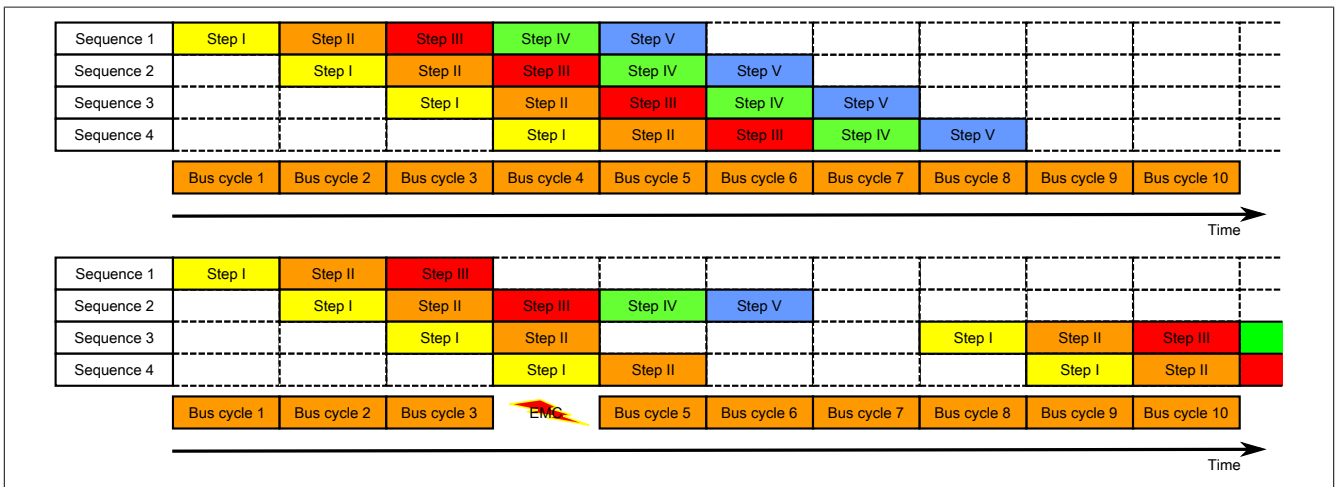 Sequence 1 Step I Step II Step III Step IV Step V
Sequence 2 Step I Step II Step III Step IV Step V
Sequence 3 Step I Step II Step III Step IV Step V
Sequence 4 Step I Step II Step III Step IV Step V
Bus cycle 1 Bus cycle 2 Bus cycle 3 Bus cycle 4 Bus cycle 5 Bus cycle 6 Bus cycle 7 Bus cycle 8 Bus cycle 9 Bus cycle 10
Time
Sequence 1 Step I Step II Step III
Sequence 2 Step I Step II Step III Step IV Step V
Sequence 3 Step I Step II Step I Step II Step III
Sequence 4 Step I Step II Step I Step II
Bus cycle 1 Bus cycle 2 Bus cycle 3 EMC Bus cycle 5 Bus cycle 6 Bus cycle 7 Bus cycle 8 Bus cycle 9 Bus cycle 10
Time